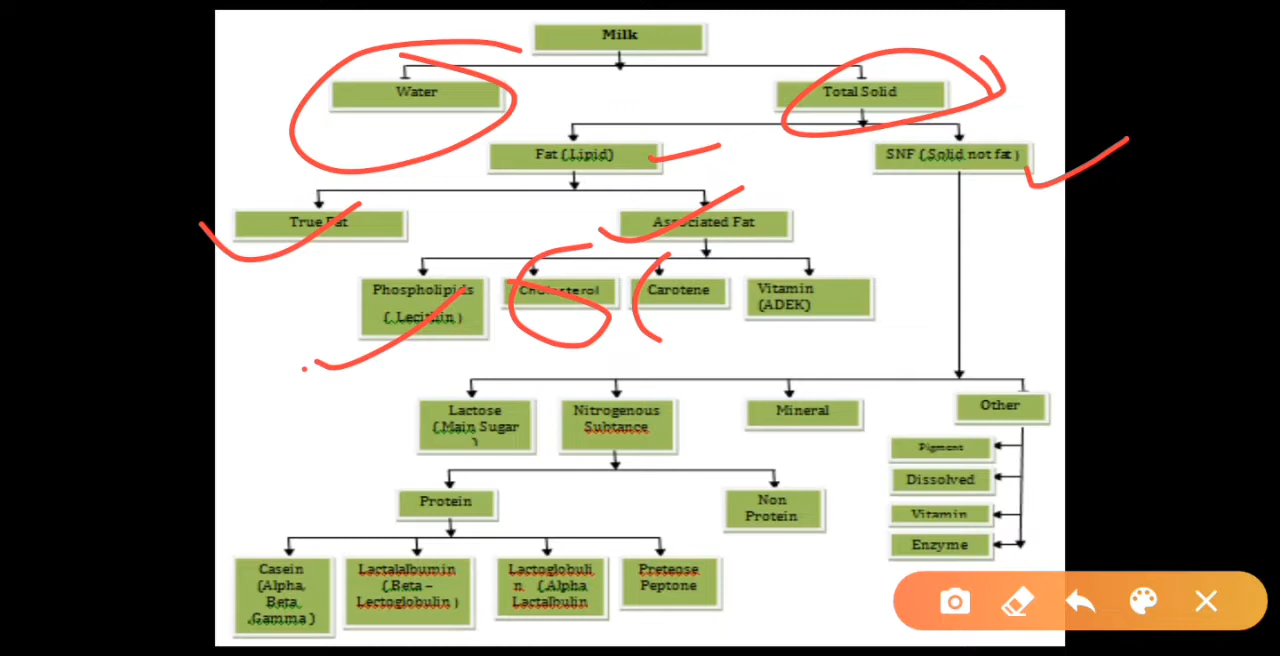 Milk
Water
Total Solid
Fat ( Lipid)
SNF ( Solid not fat )
True Fat
Associated Fat
Phospholipids
( Lecithin )
Cholesterol
Carotene
Vitamin
(ADEK)
Lactose
( Main Sugar
)
Nitrogenous
Subtance
Mineral
Other
Pigment
Dissolved
Vitamin
Enzyme
Protein
Non
Protein
Casein
(Alpha,
Beta,
Gamma )
Lactalalbumin
( Beta –
Lectoglobulin )
Lactoglobuli
n ( Alpha
Lactalbulin
Preteose
Peptone